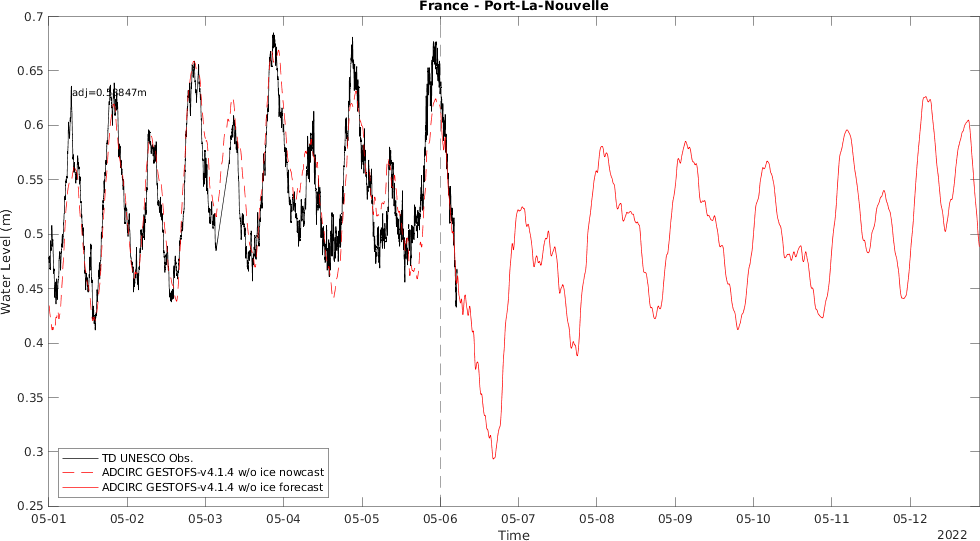 France - Port-La-Nouvelle
0.7
0.65
0.6
0.55
0.5
0.45
0.4
0.35
0.3
0.25
Water Level (m)
TD UNESCO Obs.
ADCIRC GESTOFS-v4.1.4 w/o ice nowcast
ADCIRC GESTOFS-v4.1.4 w/o ice forecast
05-01 05-02 05-03 05-04 05-05 05-06 05-07 05-08 05-09 05-10 05-11 05-12
Time
2022